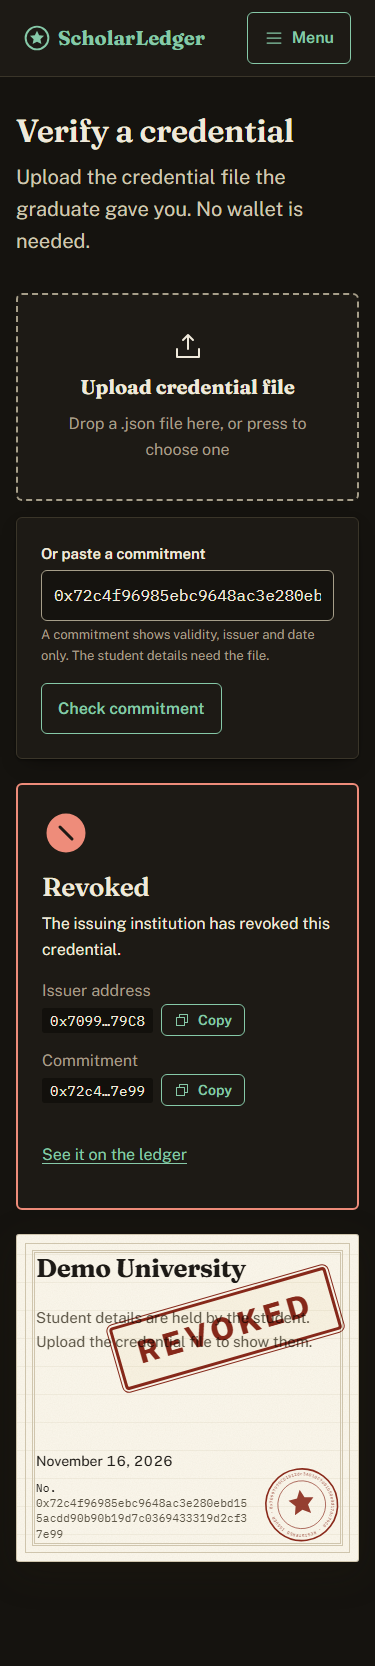 ScholarLedger
Menu
Verify a credential
Upload the credential file the
graduate gave you. No wallet is
needed.
Upload credential file
Drop a .json file here, or press to
choose one
Or paste a commitment
0x72c4f96985ebc9648ac3e280eb
A commitment shows validity, issuer and date
only. The student details need the file.
Check commitment
Revoked
The issuing institution has revoked this
credential.
Issuer address
0x7099…79C8
Copy
Commitment
0x72c4…7e99
Copy
See it on the ledger
Demo University
Student details are held by the student.
Upload the credential file to show them.
REVOKED
November 16, 2026
No.
0x72c4f96985ebc9648ac3e280ebd15
5acdd90b90b19d7c0369433319d2cf3
7e99